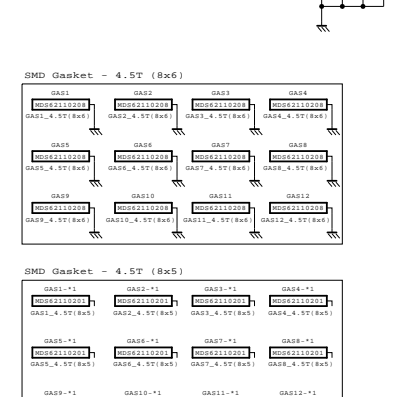 SMD Gasket - 4.5T (8x6)
GAS1 GAS2 GAS3 GAS4
MDS62110208 MDS62110208 MDS62110208 MDS62110208
GAS1_4.5T(8x6) GAS2_4.5T(8x6) GAS3_4.5T(8x6) GAS4_4.5T(8x6)
GAS5 GAS6 GAS7 GAS8
MDS62110208 MDS62110208 MDS62110208 MDS62110208
GAS5_4.5T(8x6) GAS6_4.5T(8x6) GAS7_4.5T(8x6) GAS8_4.5T(8x6)
GAS9 GAS10 GAS11 GAS12
MDS62110208 MDS62110208 MDS62110208 MDS62110208
GAS9_4.5T(8x6) GAS10_4.5T(8x6) GAS11_4.5T(8x6) GAS12_4.5T(8x6)
SMD Gasket - 4.5T (8x5)
GAS1-*1 GAS2-*1 GAS3-*1 GAS4-*1
MDS62110201 MDS62110201 MDS62110201 MDS62110201
GAS1_4.5T(8x5) GAS2_4.5T(8x5) GAS3_4.5T(8x5) GAS4_4.5T(8x5)
GAS5-*1 GAS6-*1 GAS7-*1 GAS8-*1
MDS62110201 MDS62110201 MDS62110201 MDS62110201
GAS5_4.5T(8x5) GAS6_4.5T(8x5) GAS7_4.5T(8x5) GAS8_4.5T(8x5)
GAS9-*1 GAS10-*1 GAS11-*1 GAS12-*1